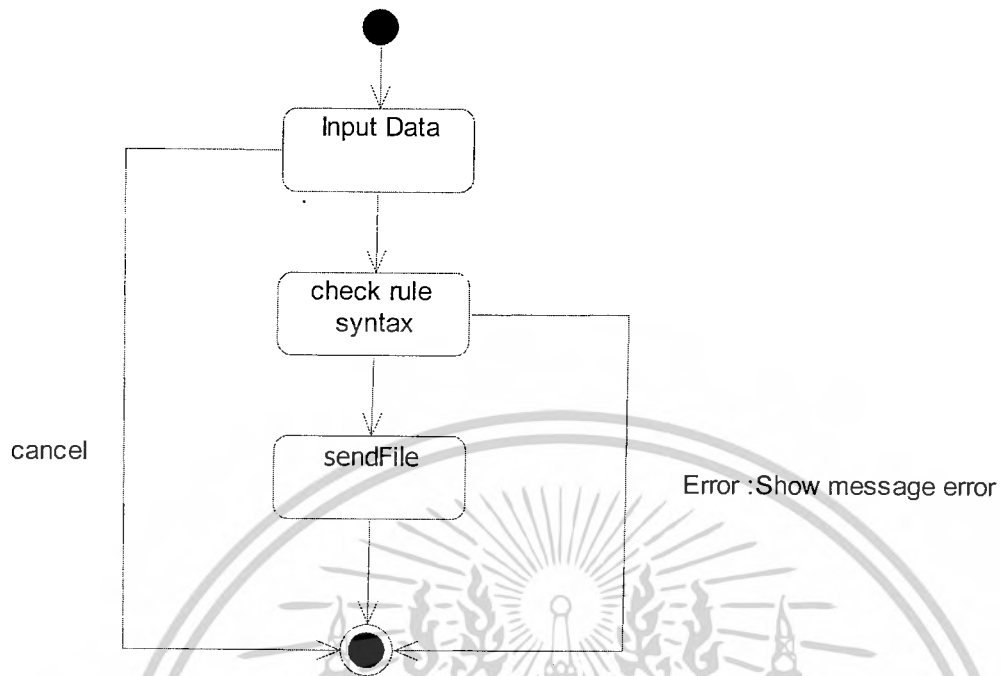 Input Data
check rule
syntax
cancel
sendFile
Error :Show message error